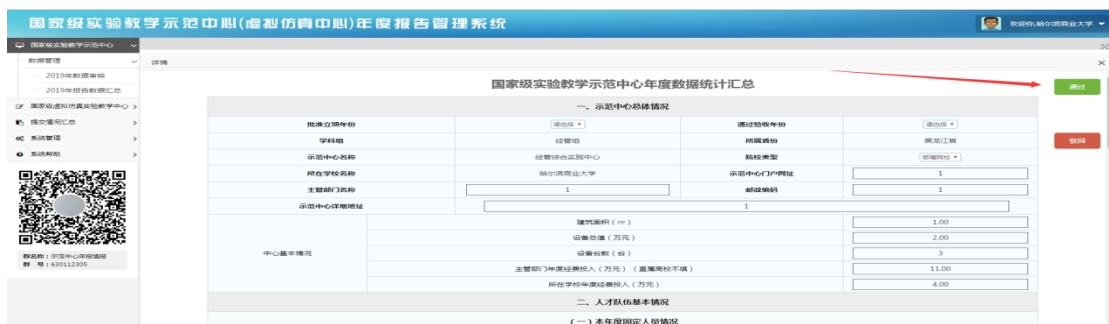 国家级实验教学示范中心(虚拟仿真中心)年度报告管理系统
欢迎你,哈尔滨商业大学
国家级实验教学示范中心
数据管理
2019年数据审核
2019年报告数据汇总
国家级虚拟仿真实验教学中心
提交情况汇总
系统管理
系统帮助
群名称：示范中心年报填报
群 号：630112305
详情
国家级实验教学示范中心年度数据统计汇总
通过
驳回
一、示范中心总体情况
批准立项年份 请选择 通过验收年份 请选择
学科组 经管组 所属省份 黑龙江省
示范中心名称 经管综合实践中心 院校类型 部属院校
所在学校名称 哈尔滨商业大学 示范中心门户网址 1
主管部门名称 1 邮政编码 1
示范中心详细地址 1
中心基本情况
建筑面积（㎡） 1.00
设备总值（万元） 2.00
设备台数（台） 3
主管部门年度经费投入（万元）（直属高校不填） 11.00
所在学校年度经费投入（万元） 4.00
二、人才队伍基本情况
（一）本年度固定人员情况